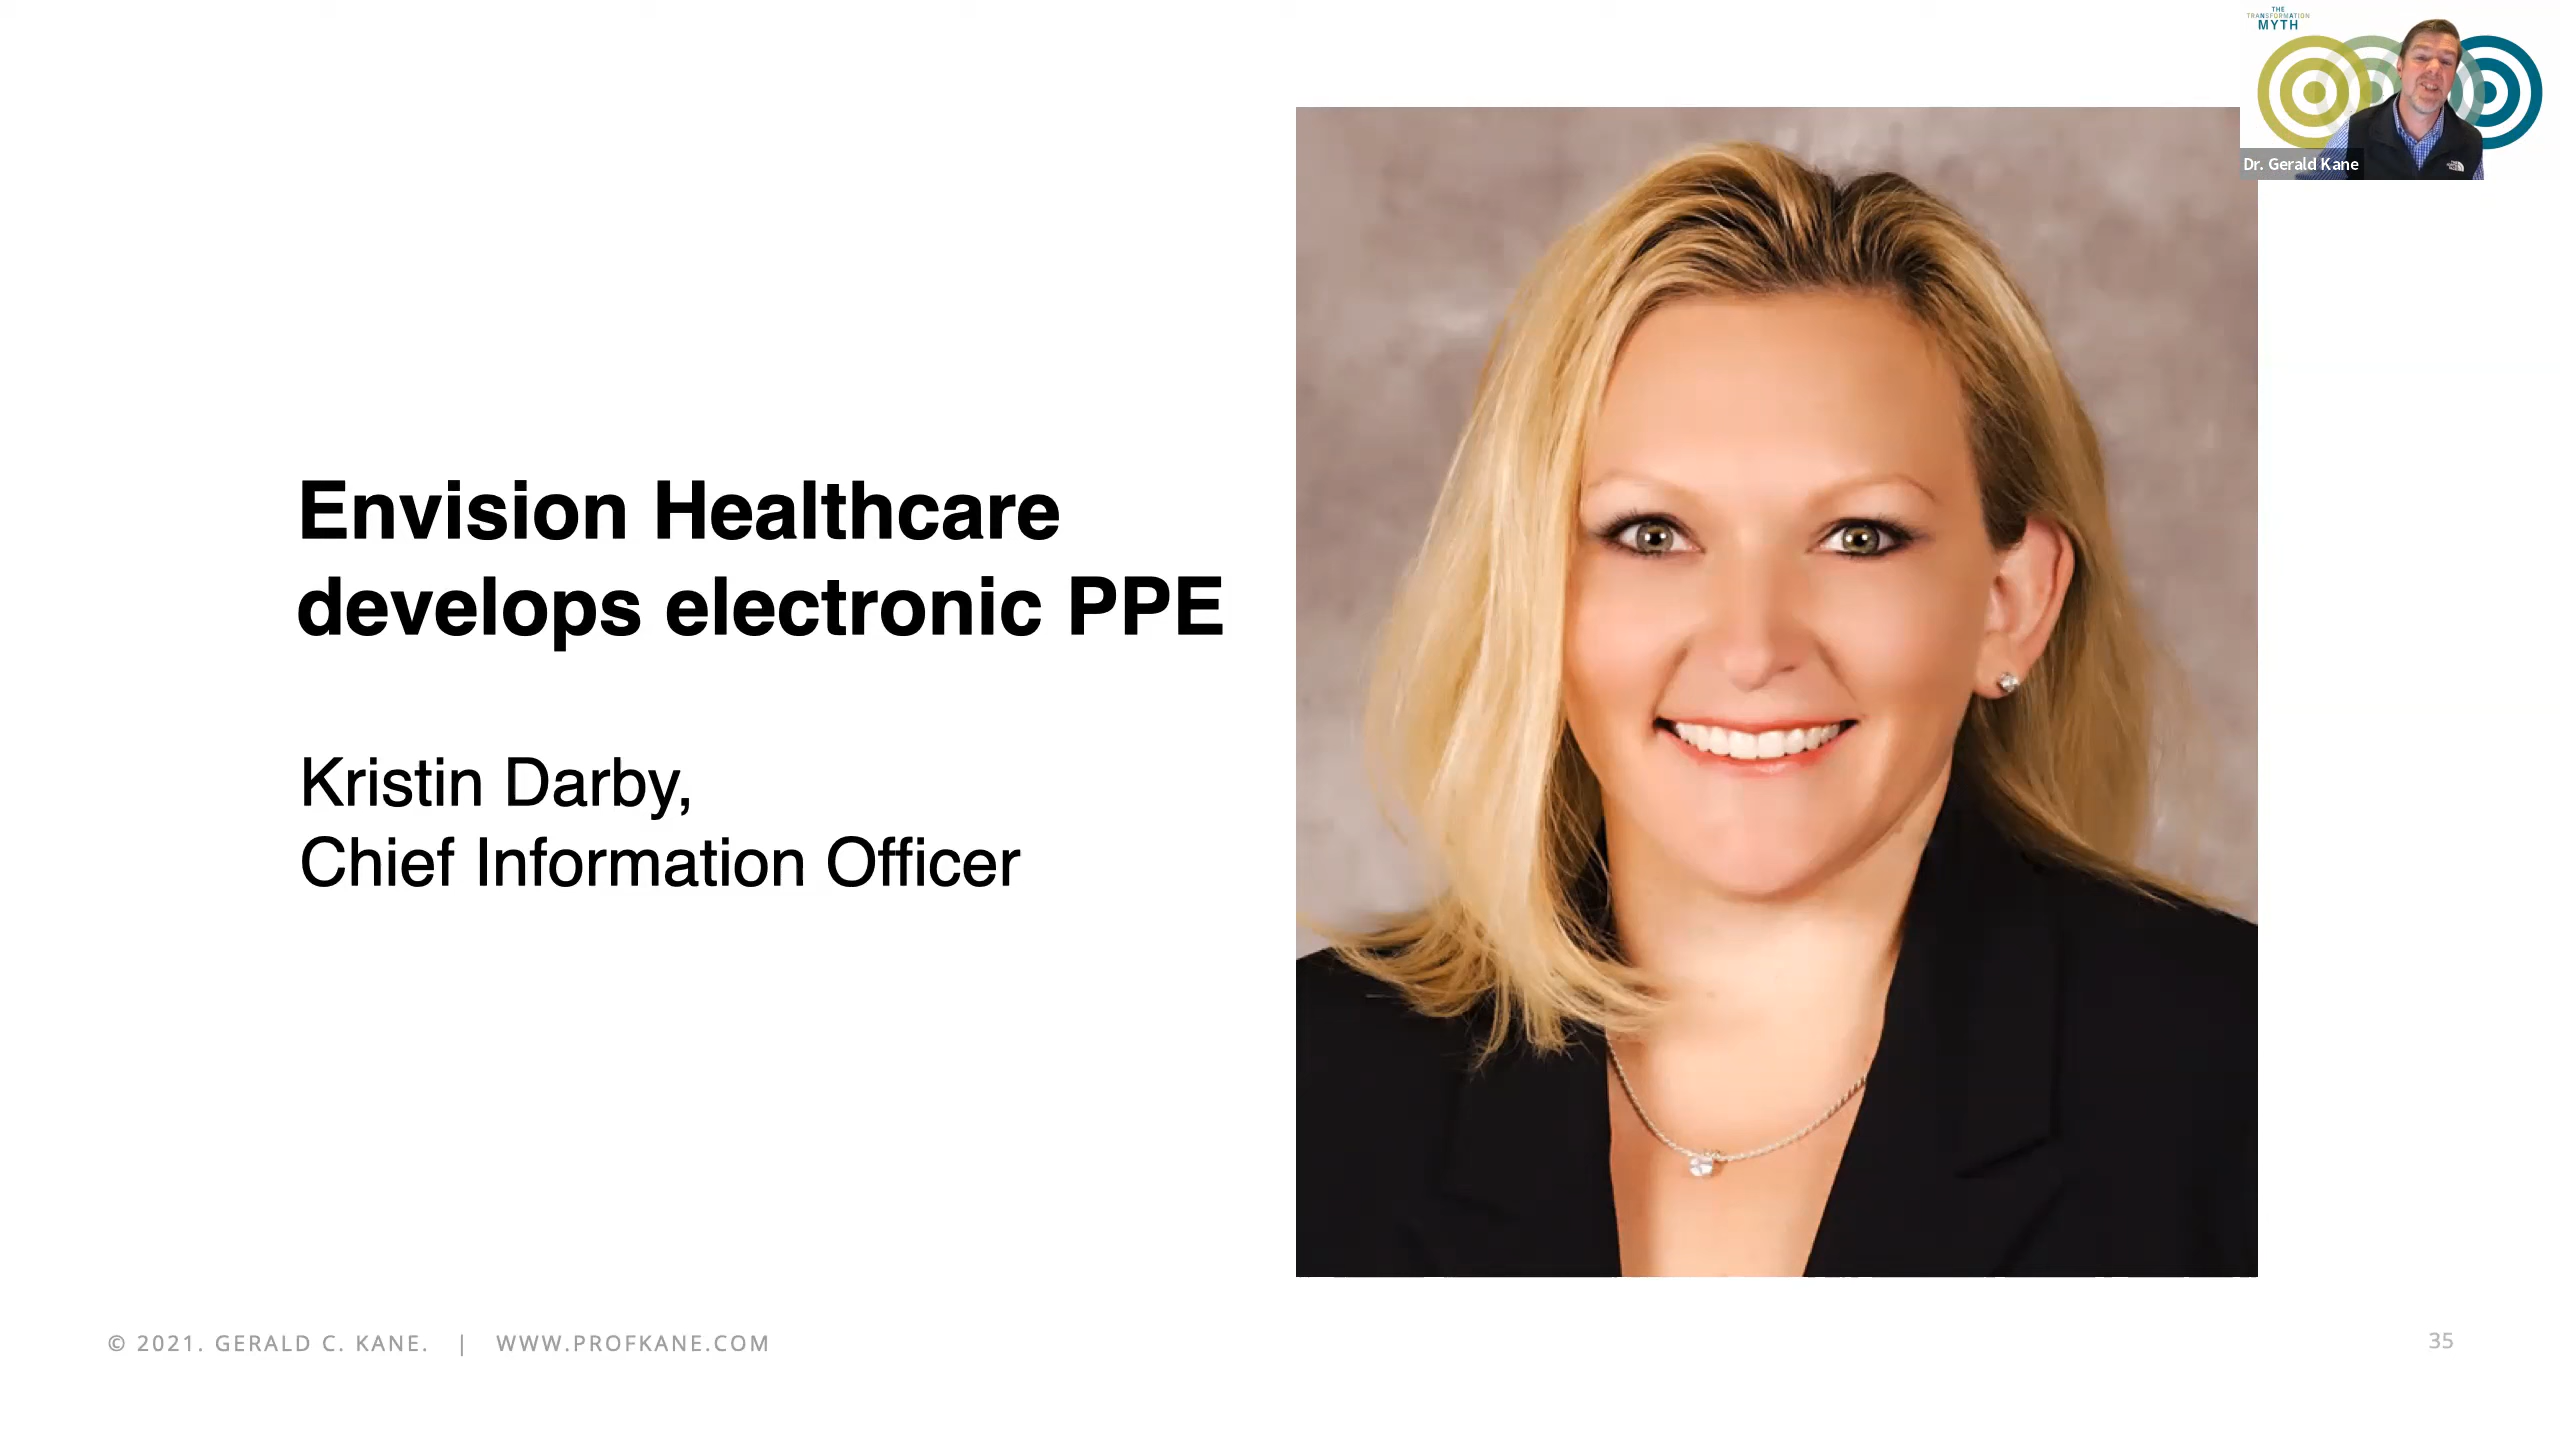 THE
TRANSFORMATION
MYTH
Dr. Gerald Kane
Envision Healthcare
develops electronic PPE
Kristin Darby,
Chief Information Officer
© 2021. GERALD C. KANE. | WWW.PROFKANE.COM
35